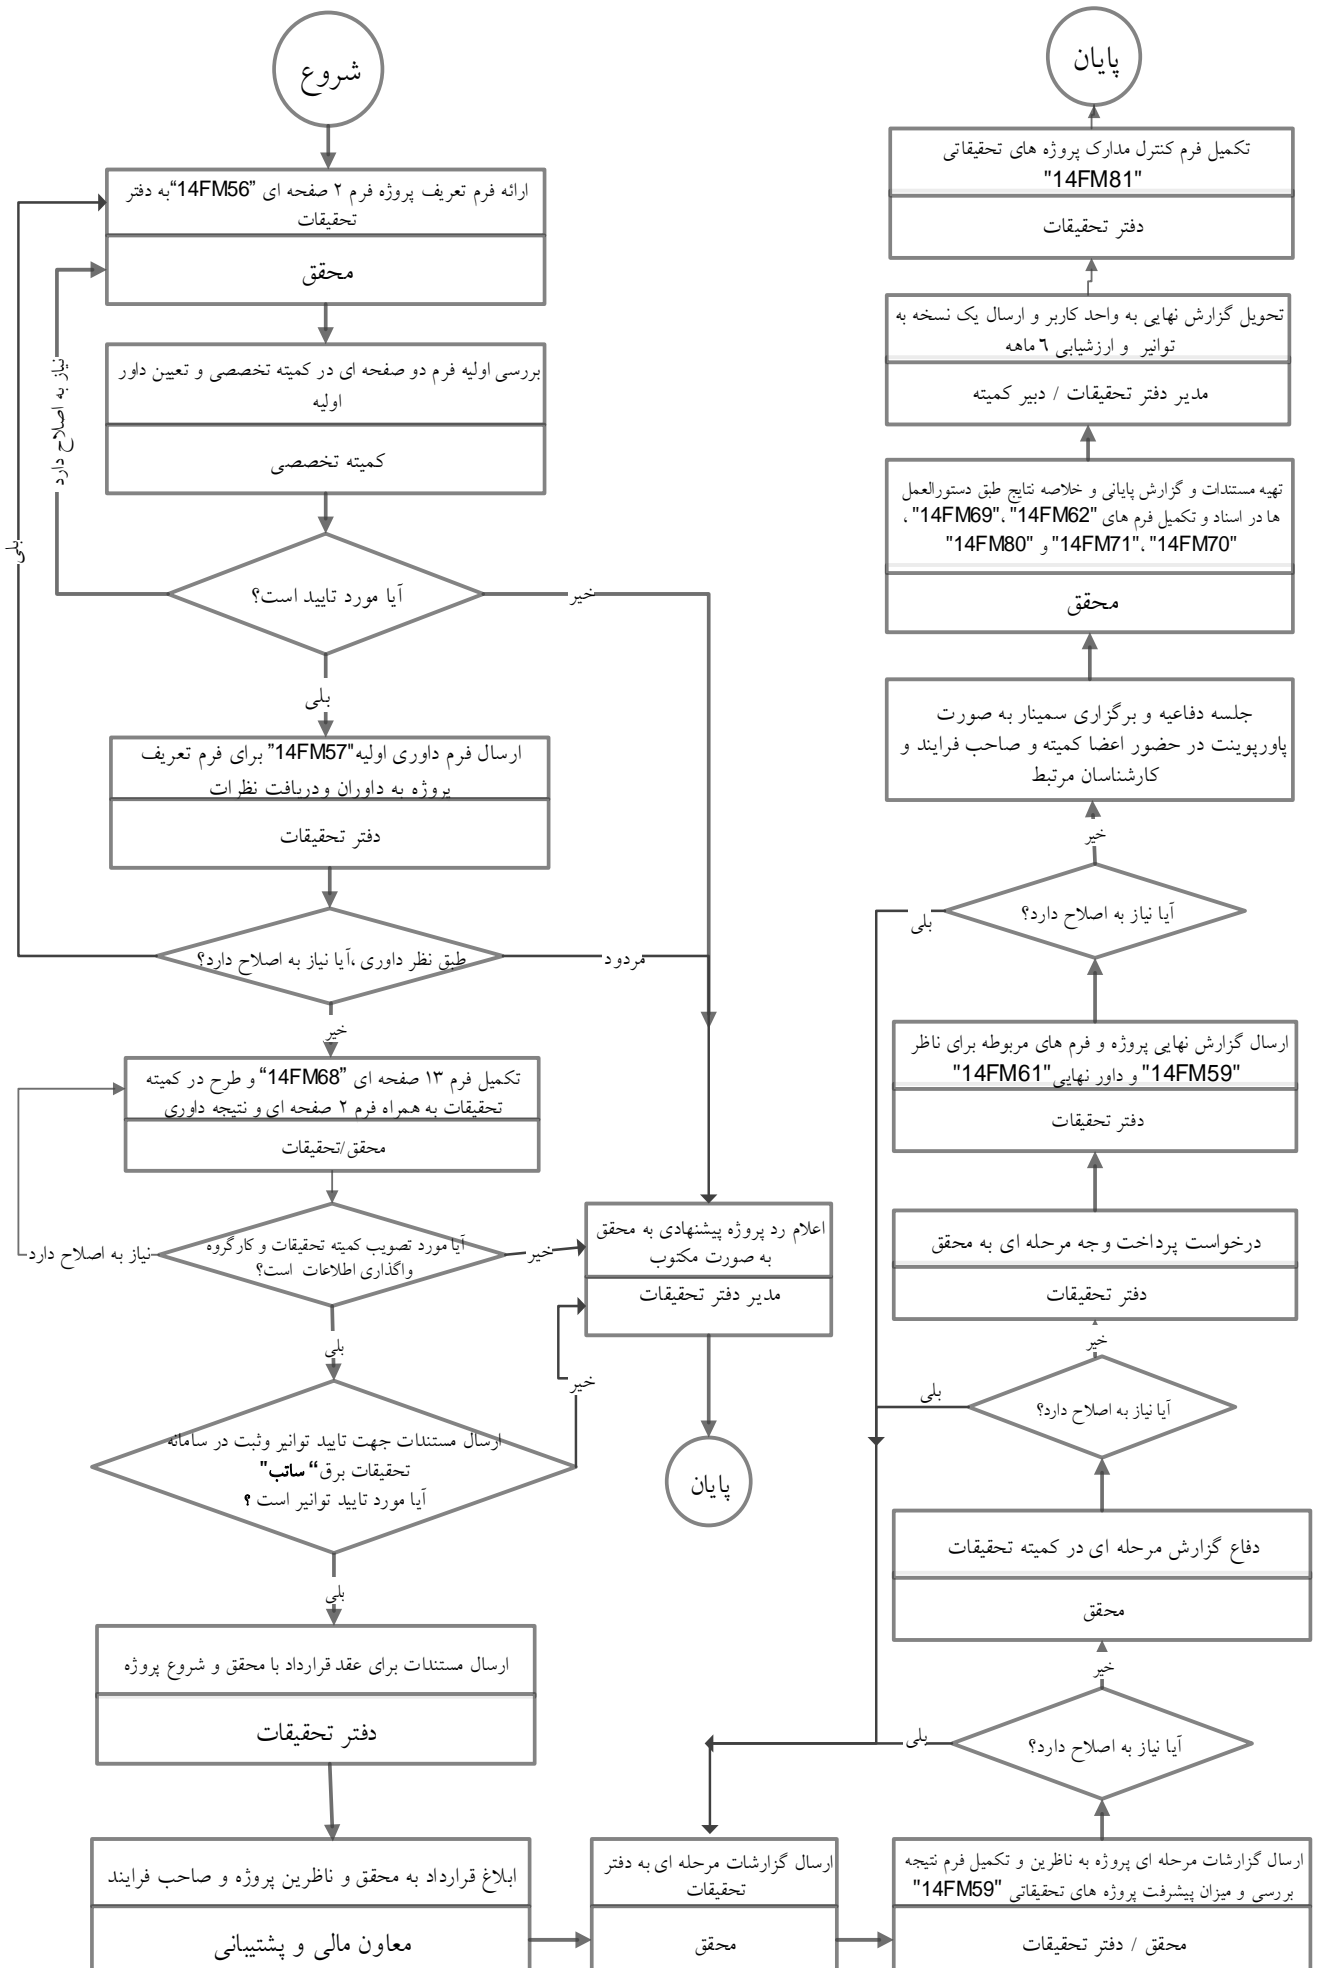 شروع
ارائه فرم تعریف پروژه فرم ۲ صفحه ای “14FM56”به دفتر
تحقیقات
محقق
بررسی اولیه فرم دو صفحه ای در کمیته تخصصی و تعیین داور
اولیه
کمیته تخصصی
آیا مورد تایید است؟
نیاز به اصلاح دارد
خیر
بلی
ارسال فرم داوری اولیه"14FM57” برای فرم تعریف
پروژه به داوران ودریافت نظرات
دفتر تحقیقات
طبق نظر داوری ،آیا نیاز به اصلاح دارد؟
بلی
مردود
خیر
تکمیل فرم ۱۳ صفحه ای “14FM68” و طرح در کمیته
تحقیقات به همراه فرم ۲ صفحه ای و نتیجه داوری
محقق/تحقیقات
آیا مورد تصویب کمیته تحقیقات و کارگروه
واگذاری اطلاعات است؟
نیاز به اصلاح دارد
خیر
بلی
اعلام رد پروژه پیشنهادی به محقق
به صورت مکتوب
مدیر دفتر تحقیقات
پایان
ارسال مستندات جهت تایید توانیر وثبت در سامانه
تحقیقات برق“ ساتب"
آیا مورد تایید توانیر است ؟
خیر
بلی
ارسال مستندات برای عقد قرارداد با محقق و شروع پروژه
دفتر تحقیقات
ابلاغ قرارداد به محقق و ناظرین پروژه و صاحب فرایند
معاون مالی و پشتیبانی
ارسال گزارشات مرحله ای به دفتر
تحقیقات
محقق
ارسال گزارشات مرحله ای پروژه به ناظرین و تکمیل فرم نتیجه
بررسی و میزان پیشرفت پروژه های تحقیقاتی "14FM59"
محقق / دفتر تحقیقات
آیا نیاز به اصلاح دارد؟
بلی
خیر
دفاع گزارش مرحله ای در کمیته تحقیقات
محقق
آیا نیاز به اصلاح دارد؟
بلی
خیر
درخواست پرداخت وجه مرحله ای به محقق
دفتر تحقیقات
ارسال گزارش نهایی پروژه و فرم های مربوطه برای ناظر
"14FM59" و داور نهایی"14FM61"
دفتر تحقیقات
آیا نیاز به اصلاح دارد؟
بلی
خیر
جلسه دفاعیه و برگزاری سمینار به صورت
پاورپوینت در حضور اعضا کمیته و صاحب فرایند و
کارشناسان مرتبط
تهیه مستندات و گزارش پایانی و خلاصه نتایج طبق دستورالعمل
ها در اسناد و تکمیل فرم های "14FM62" ،"14FM69" ،
"14FM70" ،"14FM71" و "14FM80"
محقق
تحویل گزارش نهایی به واحد کاربر و ارسال یک نسخه به
توانیر و ارزشیابی ٦ ماهه
مدیر دفتر تحقیقات / دبیر کمیته
تکمیل فرم کنترل مدارک پروژه های تحقیقاتی
"14FM81"
دفتر تحقیقات
پایان